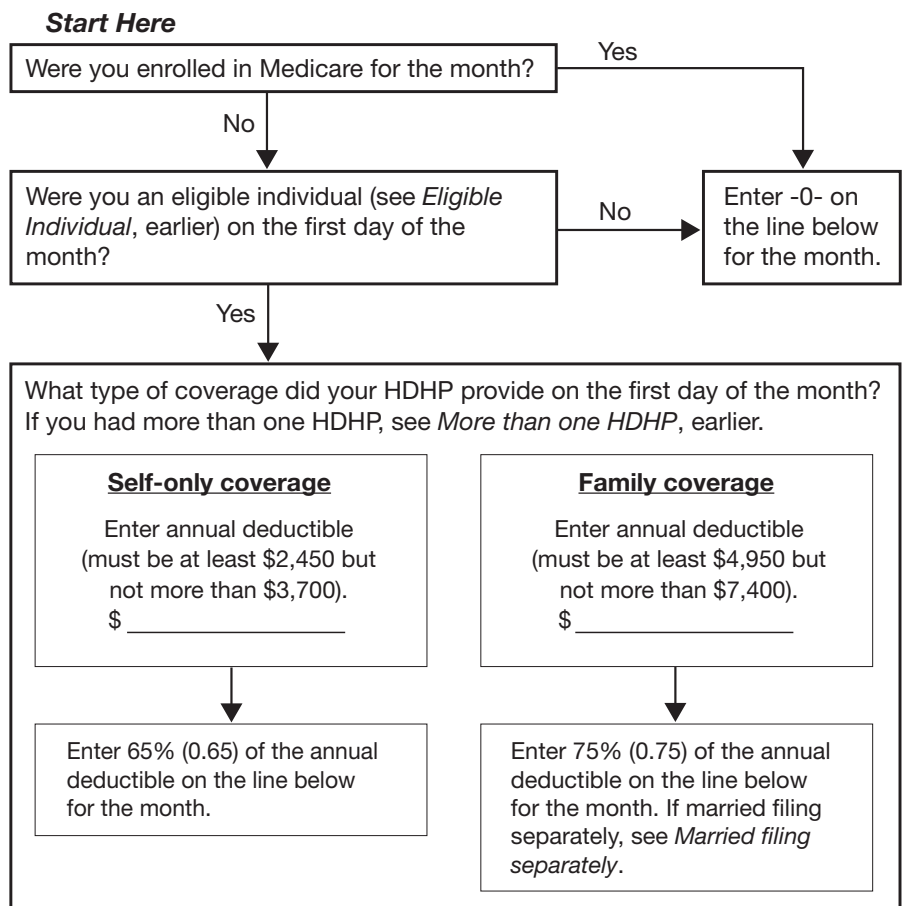 Start Here
Were you enrolled in Medicare for the month?
Yes
No
Were you an eligible individual (see Eligible
Individual, earlier) on the first day of the
month?
No
Enter -0- on
the line below
for the month.
Yes
What type of coverage did your HDHP provide on the first day of the month?
If you had more than one HDHP, see More than one HDHP, earlier.
Self-only coverage
Enter annual deductible
(must be at least $2,450 but
not more than $3,700).
$ ________________
Family coverage
Enter annual deductible
(must be at least $4,950 but
not more than $7,400).
$ ________________
Enter 65% (0.65) of the annual
deductible on the line below
for the month.
Enter 75% (0.75) of the annual
deductible on the line below
for the month. If married filing
separately, see Married filing
separately.